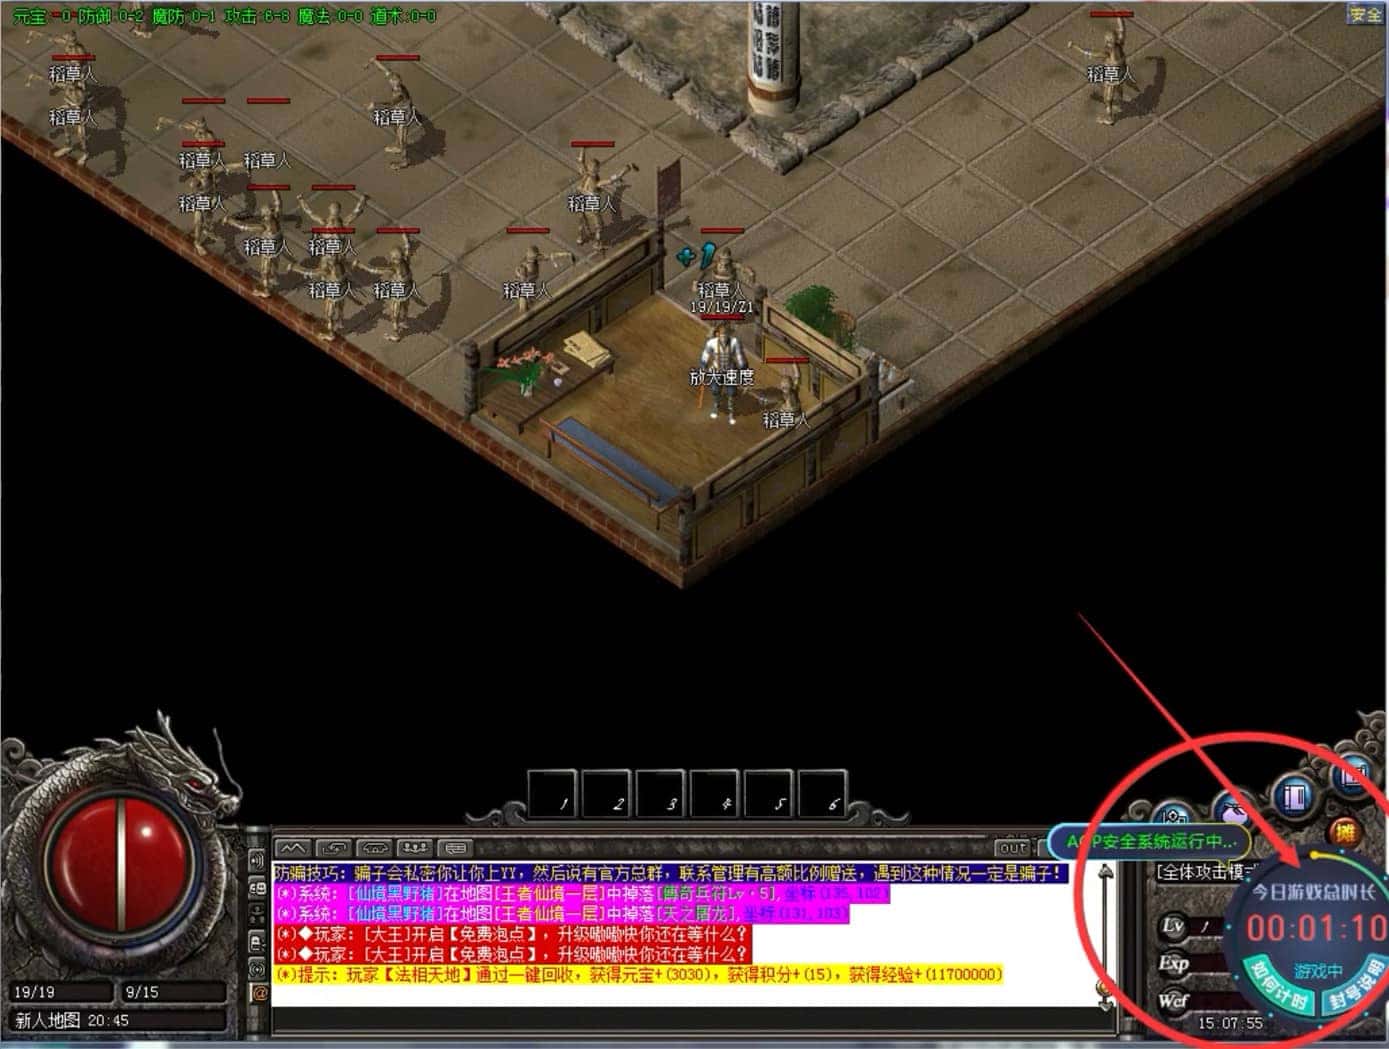 元宝:-0 防御:0-2 魔防:0-1 攻击:6-8 魔法:0-0 道术:0-0
安全
稻草人
稻草人
稻草人
稻草人
稻草人
稻草人
稻草人
稻草人
稻草人
稻草人
稻草人
稻草人
稻草人
稻草人
+1
稻草人
19/19/Z1
放大速度
稻草人
1 2 3 4 5 6
OUT
AGP安全系统运行中...
摊
防骗技巧：骗子会私密你让你上YY，然后说有官方总群，联系管理有高额比例赠送，遇到这种情况一定是骗子！
(*)系统：[仙境黑野猪]在地图[王者仙境一层]中掉落[傳奇兵符Lv·5],坐标(135,102)
(*)系统：[仙境黑野猪]在地图[王者仙境一层]中掉落[天之屠龙],坐标(131,103)
(*)◆玩家：[大王]开启【免费泡点】，升级嗷嗷快你还在等什么？
(*)◆玩家：[大王]开启【免费泡点】，升级嗷嗷快你还在等什么？
(*)提示：玩家【法相天地】通过一键回收，获得元宝+(3030)，获得积分+(15)，获得经验+(11700000)
[全体攻击模式
今日游戏总时长
00:01:10
游戏中
如何计时
封号说明
Lv 1
Exp
Wcf
15:07:55
19/19
9/15
新人地图 20:45
@